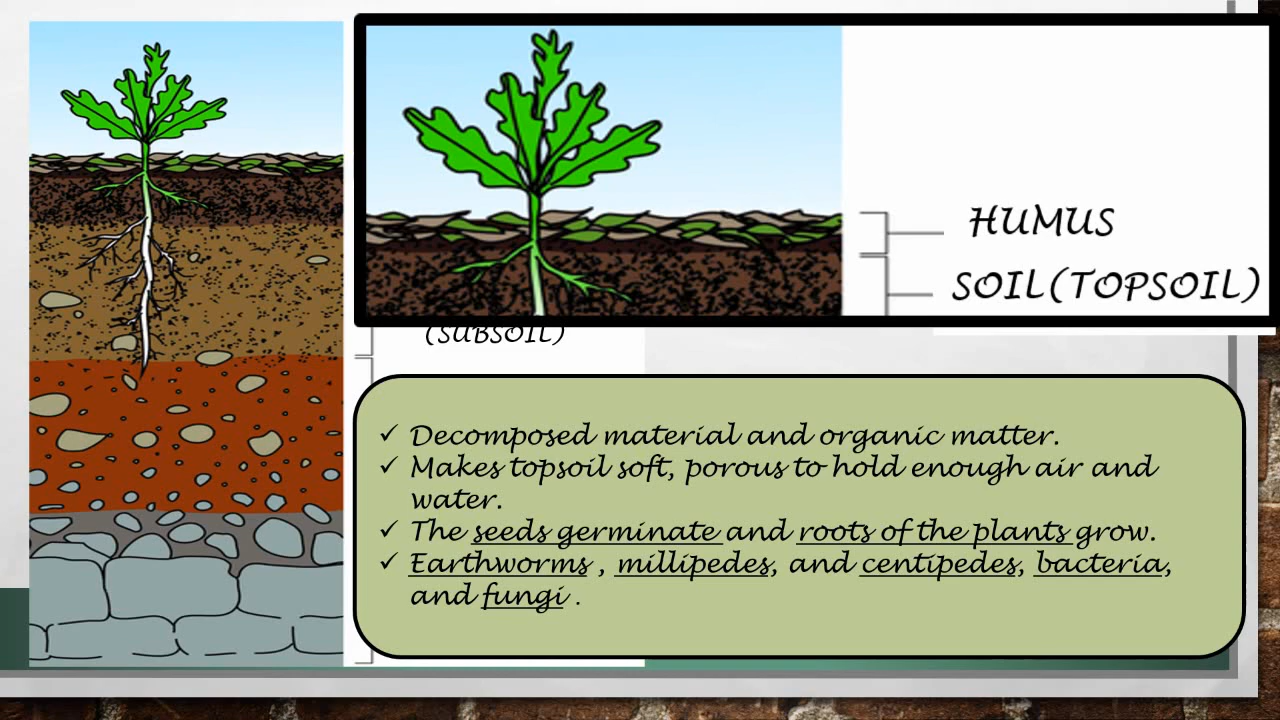 HUMUS
SOIL(TOPSOIL)
(SUBSOIL)
✓ Decomposed material and organic matter.
✓ Makes topsoil soft, porous to hold enough air and
water.
✓ The seeds germinate and roots of the plants grow.
✓ Earthworms , millipedes, and centipedes, bacteria,
and fungi .